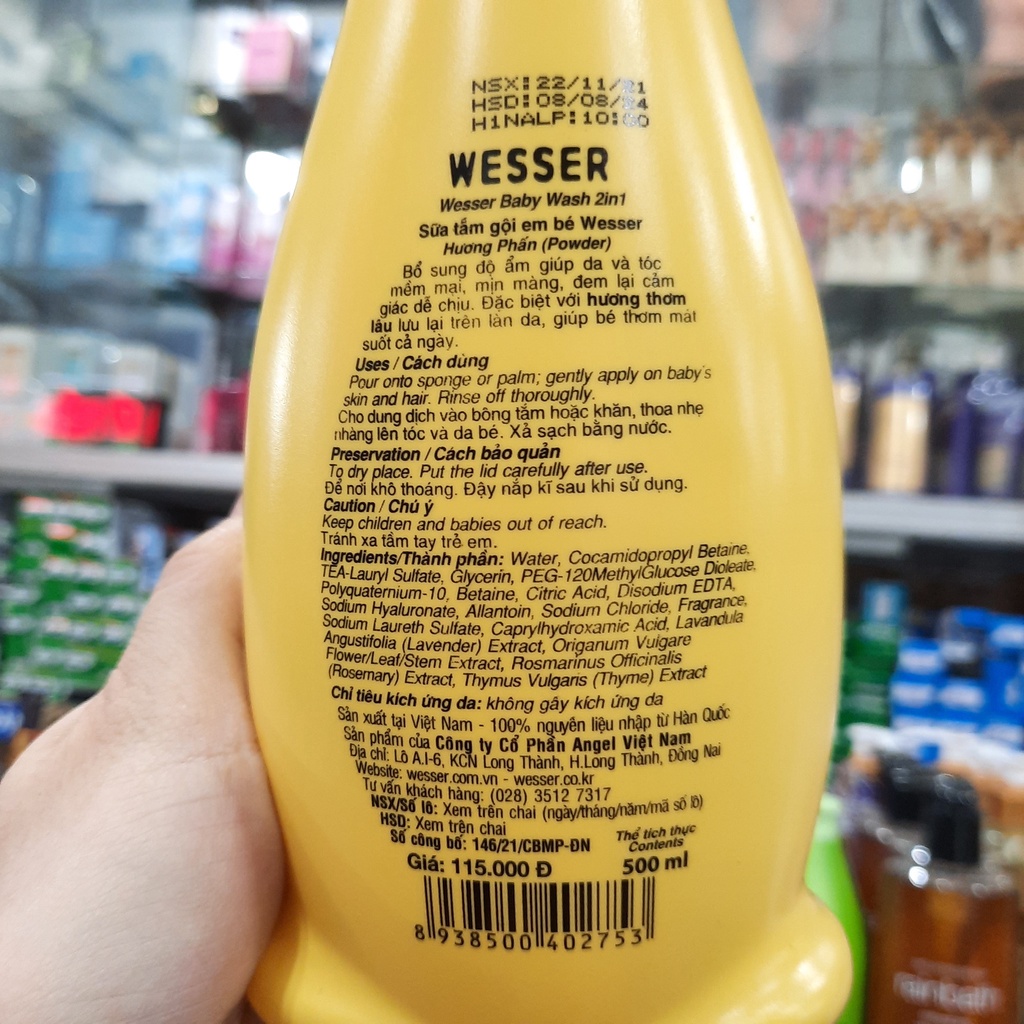 NSX:22/11/21
HSD:08/08/24
H1NALP:10:
WESSER
Wesser Baby Wash 2in1
Sữa tắm gội em bé Wesser
Hương Phấn (Powder)
Bổ sung độ ẩm giúp da và tóc
mềm mại, mịn màng, đem lại cảm
giác dễ chịu. Đặc biệt với hương thơm
lâu lưu lại trên làn da, giúp bé thơm mát
suốt cả ngày.
Uses / Cách dùng
Pour onto sponge or palm; gently apply on baby's
skin and hair. Rinse off thoroughly.
Cho dung dịch vào bông tắm hoặc khăn, thoa nhẹ
nhàng lên tóc và da bé. Xả sạch bằng nước.
Preservation / Cách bảo quản
To dry place. Put the lid carefully after use.
Để nơi khô thoáng. Đậy nắp kĩ sau khi sử dụng.
Caution / Chú ý
Keep children and babies out of reach.
Tránh xa tầm tay trẻ em.
Ingredients/Thành phần: Water, Cocamidopropyl Betaine,
TEA-Lauryl Sulfate, Glycerin, PEG-120MethylGlucose Dioleate,
Polyquaternium-10, Betaine, Citric Acid, Disodium EDTA,
Sodium Hyaluronate, Allantoin, Sodium Chloride, Fragrance,
Sodium Laureth Sulfate, Caprylhydroxamic Acid, Lavandula
Angustifolia (Lavender) Extract, Origanum Vulgare
Flower/Leaf/Stem Extract, Rosmarinus Officinalis
(Rosemary) Extract, Thymus Vulgaris (Thyme) Extract
Chỉ tiêu kích ứng da: không gây kích ứng da
Sản xuất tại Việt Nam - 100% nguyên liệu nhập từ Hàn Quốc
Sản phẩm của Công ty Cổ Phần Angel Việt Nam
Địa chỉ: Lô A.I-6, KCN Long Thành, H.Long Thành, Đồng Nai
Website: wesser.com.vn - wesser.co.kr
Tư vấn khách hàng: (028) 3512 7317
NSX/Số lô: Xem trên chai (ngày/tháng/năm/mã số lô)
HSD: Xem trên chai
Số công bố: 146/21/CBMP-ĐN
Thể tích thực
Contents
Giá: 115.000 Đ
500 ml
8 938500 402753